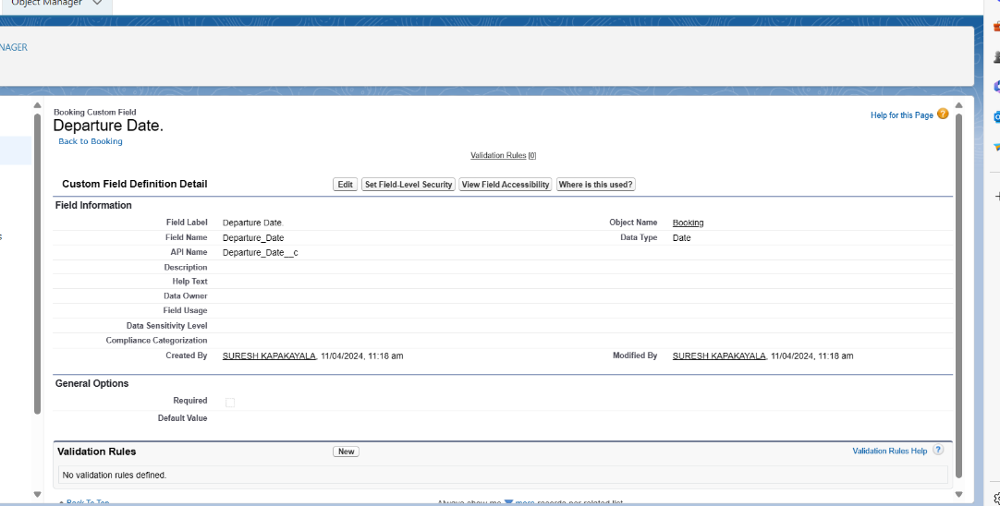 Object Manager
NAGER
Booking Custom Field
Departure Date.
Help for this Page
Back to Booking
Validation Rules [0]
Custom Field Definition Detail
Edit Set Field-Level Security View Field Accessibility Where is this used?
Field Information
Field Label Departure Date. Object Name Booking
Field Name Departure_Date Data Type Date
API Name Departure_Date__c
Description
s
Help Text
Data Owner
Field Usage
Data Sensitivity Level
Compliance Categorization
Created By SURESH KAPAKAYALA, 11/04/2024, 11:18 am Modified By SURESH KAPAKAYALA, 11/04/2024, 11:18 am
General Options
Required
Default Value
Validation Rules New Validation Rules Help ?
No validation rules defined.
Back To Top Always show me more records per related list